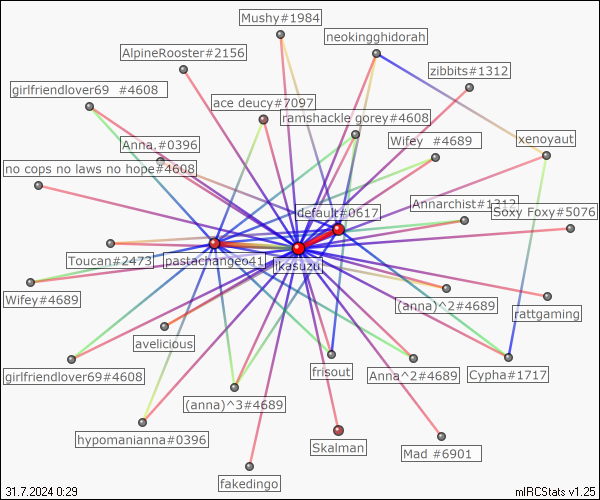 Mushy#1984
neokingghidorah
AlpineRooster#2156
zibbits#1312
girlfriendlover69 #4608
ace deucy#7097
ramshackle gorey#4608
Anna,#0396
Wifey #4689
xenoyaut
no cops no laws no hope#4608
default#0617
Annarchist#1312
Soxy Foxy#5076
Toucan#2473
pastachangeo41
ikasuzu
Wifey#4689
(anna)^2#4689
rattgaming
avelicious
girlfriendlover69#4608
frisout
Anna^2#4689
Cypha#1717
(anna)^3#4689
hypomanianna#0396
Skalman
Mad #6901
fakedingo
31.7.2024 0:29
mIRCStats v1.25